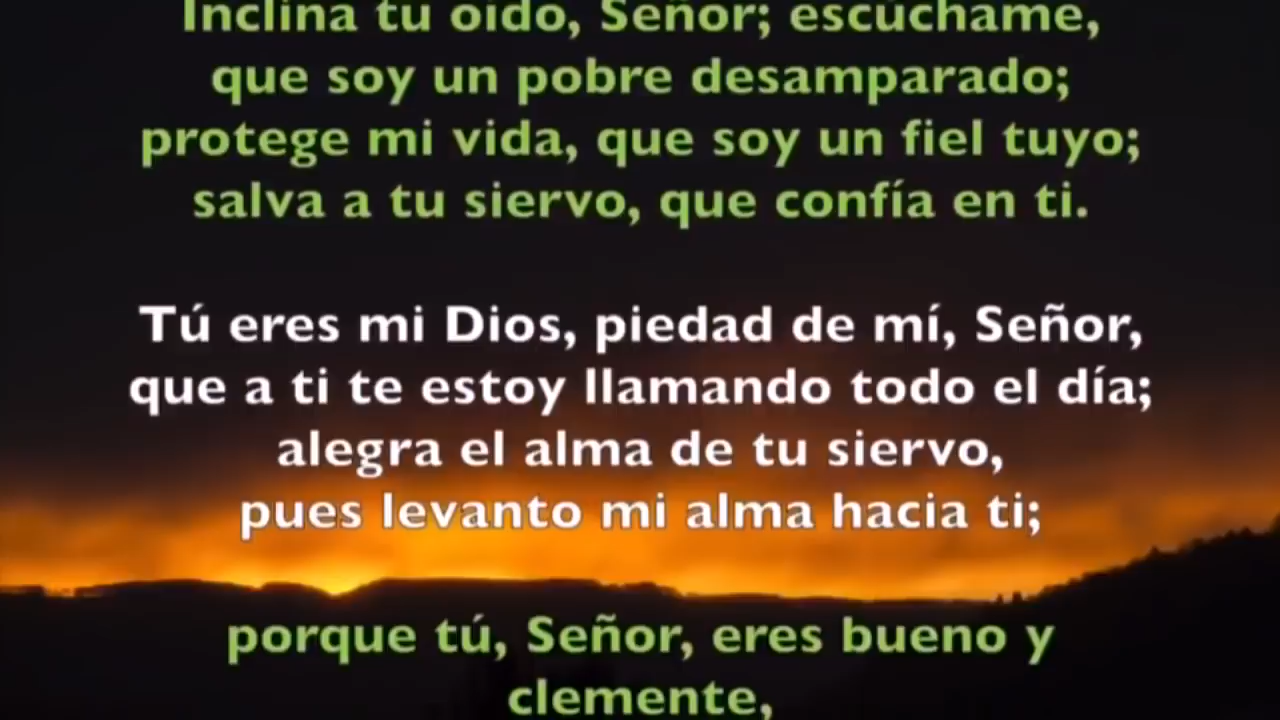 Inclina tu oído, Señor; escúchame,
que soy un pobre desamparado;
protege mi vida, que soy un fiel tuyo;
salva a tu siervo, que confía en ti.
Tú eres mi Dios, piedad de mí, Señor,
que a ti te estoy llamando todo el día;
alegra el alma de tu siervo,
pues levanto mi alma hacia ti;
porque tú, Señor, eres bueno y
clemente,